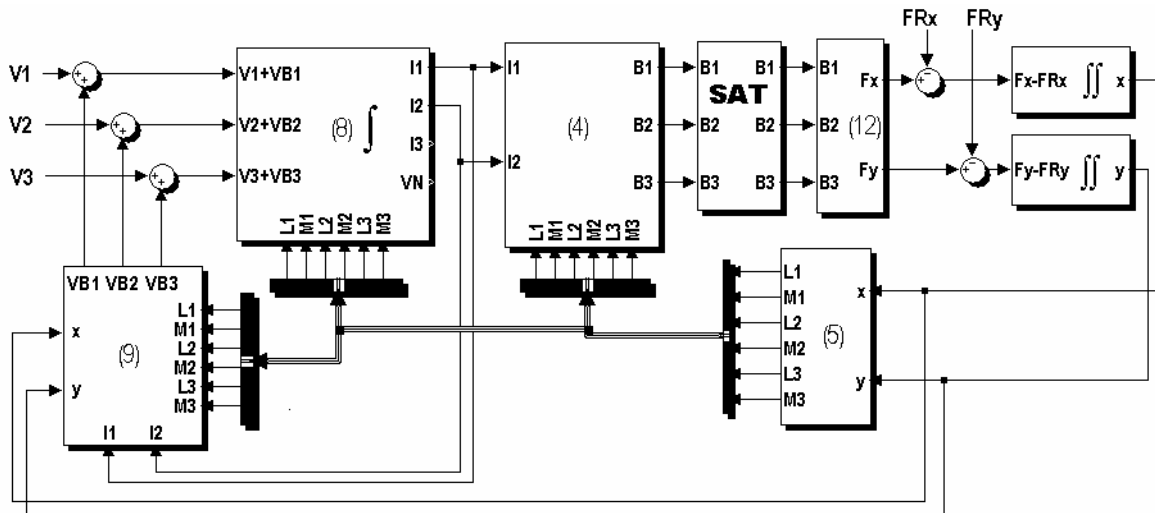 FRx FRy
V1 + + V1+VB1 I1 I1 B1 B1 B1 B1 Fx + − Fx-FRx ∬ x
V2 + + V2+VB2 (8) ∫ I2 (4) B2 B2 SAT B2 B2 (12)
V3 + + V3+VB3 I3 I2 B3 B3 B3 B3 Fy + − Fy-FRy ∬ y
VN
L1 M1 L2 M2 L3 M3
L1 M1 L2 M2 L3 M3
VB1 VB2 VB3
x
y
(9)
L1
M1
L2
M2
L3
M3
I1 I2
L1
M1
L2
M2
L3
M3
x
(5)
y